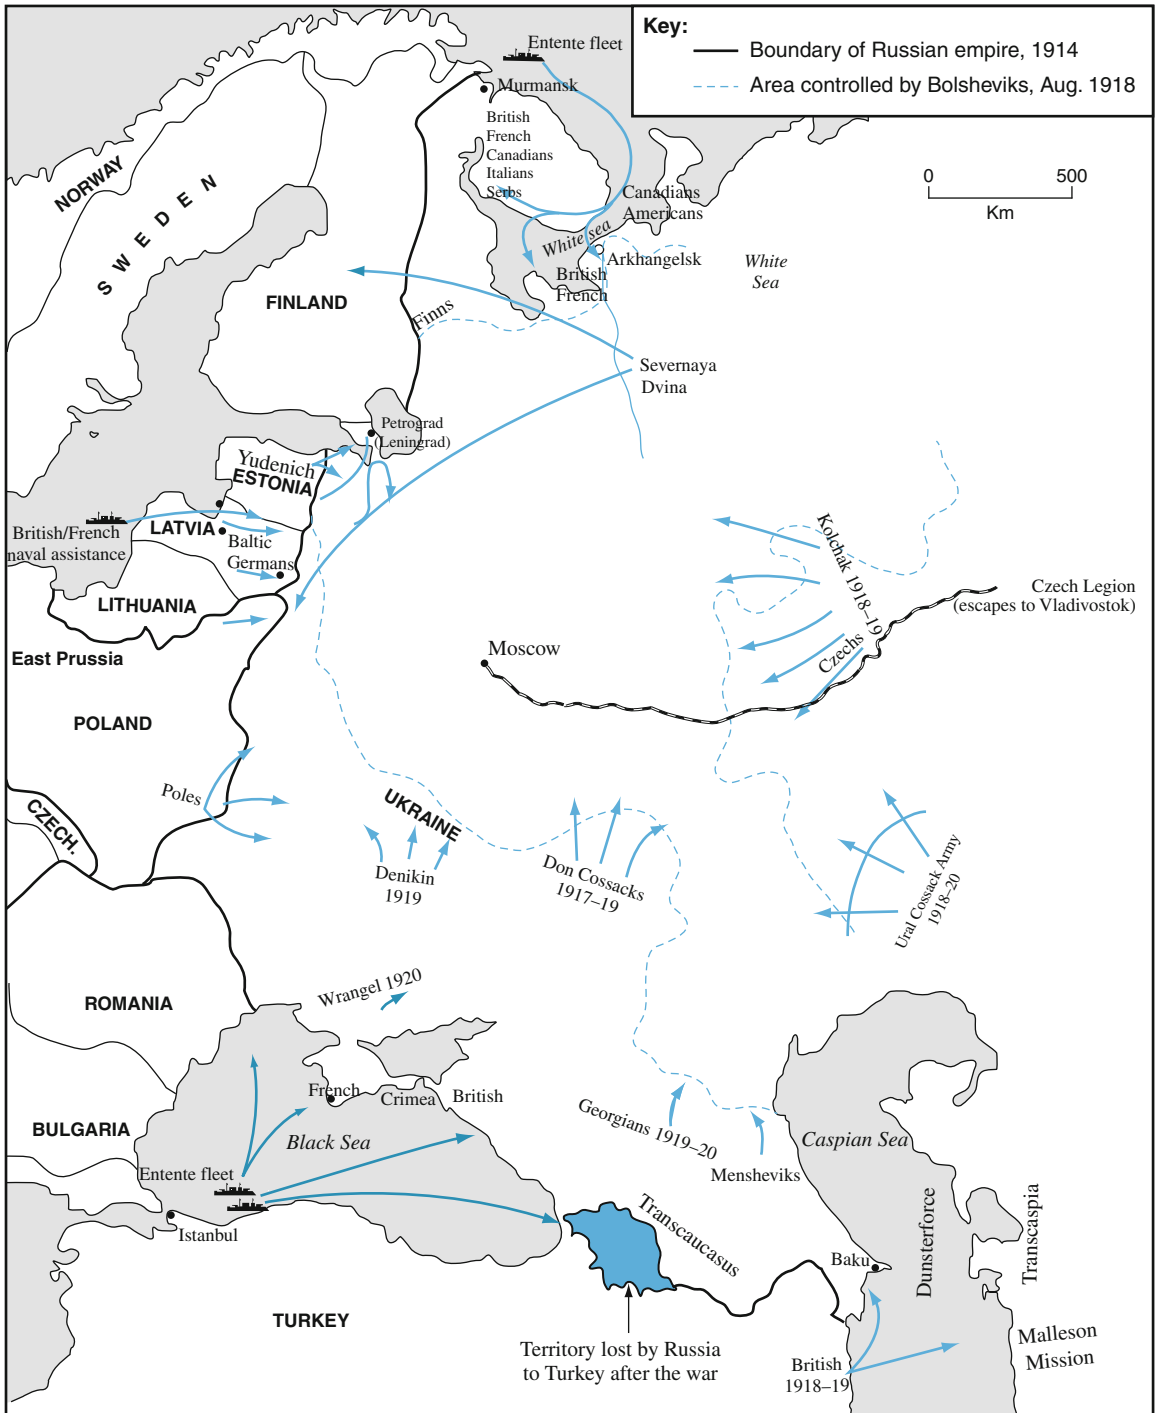 Key:
Boundary of Russian empire, 1914
Area controlled by Bolsheviks, Aug. 1918
0 500
Km
Entente fleet
Murmansk
British
French
Canadians
Italians
Serbs
Canadians
Americans
White sea
Arkhangelsk
British
French
White
Sea
NORWAY
SWEDEN
FINLAND
Finns
Severnaya
Dvina
Petrograd
(Leningrad)
Yudenich
ESTONIA
British/French
naval assistance
LATVIA
Baltic
Germans
LITHUANIA
East Prussia
POLAND
Moscow
Kolchak 1918–19
Czechs
Czech Legion
(escapes to Vladivostok)
Poles
CZECH.
UKRAINE
Denikin
1919
Don Cossacks
1917–19
Ural Cossack Army
1918–20
ROMANIA
Wrangel 1920
French
Crimea
British
BULGARIA
Black Sea
Entente fleet
Istanbul
Georgians 1919–20
Mensheviks
Caspian Sea
Transcaucasus
Baku
Dunsterforce
Transcaspia
TURKEY
Territory lost by Russia
to Turkey after the war
British
1918–19
Malleson
Mission